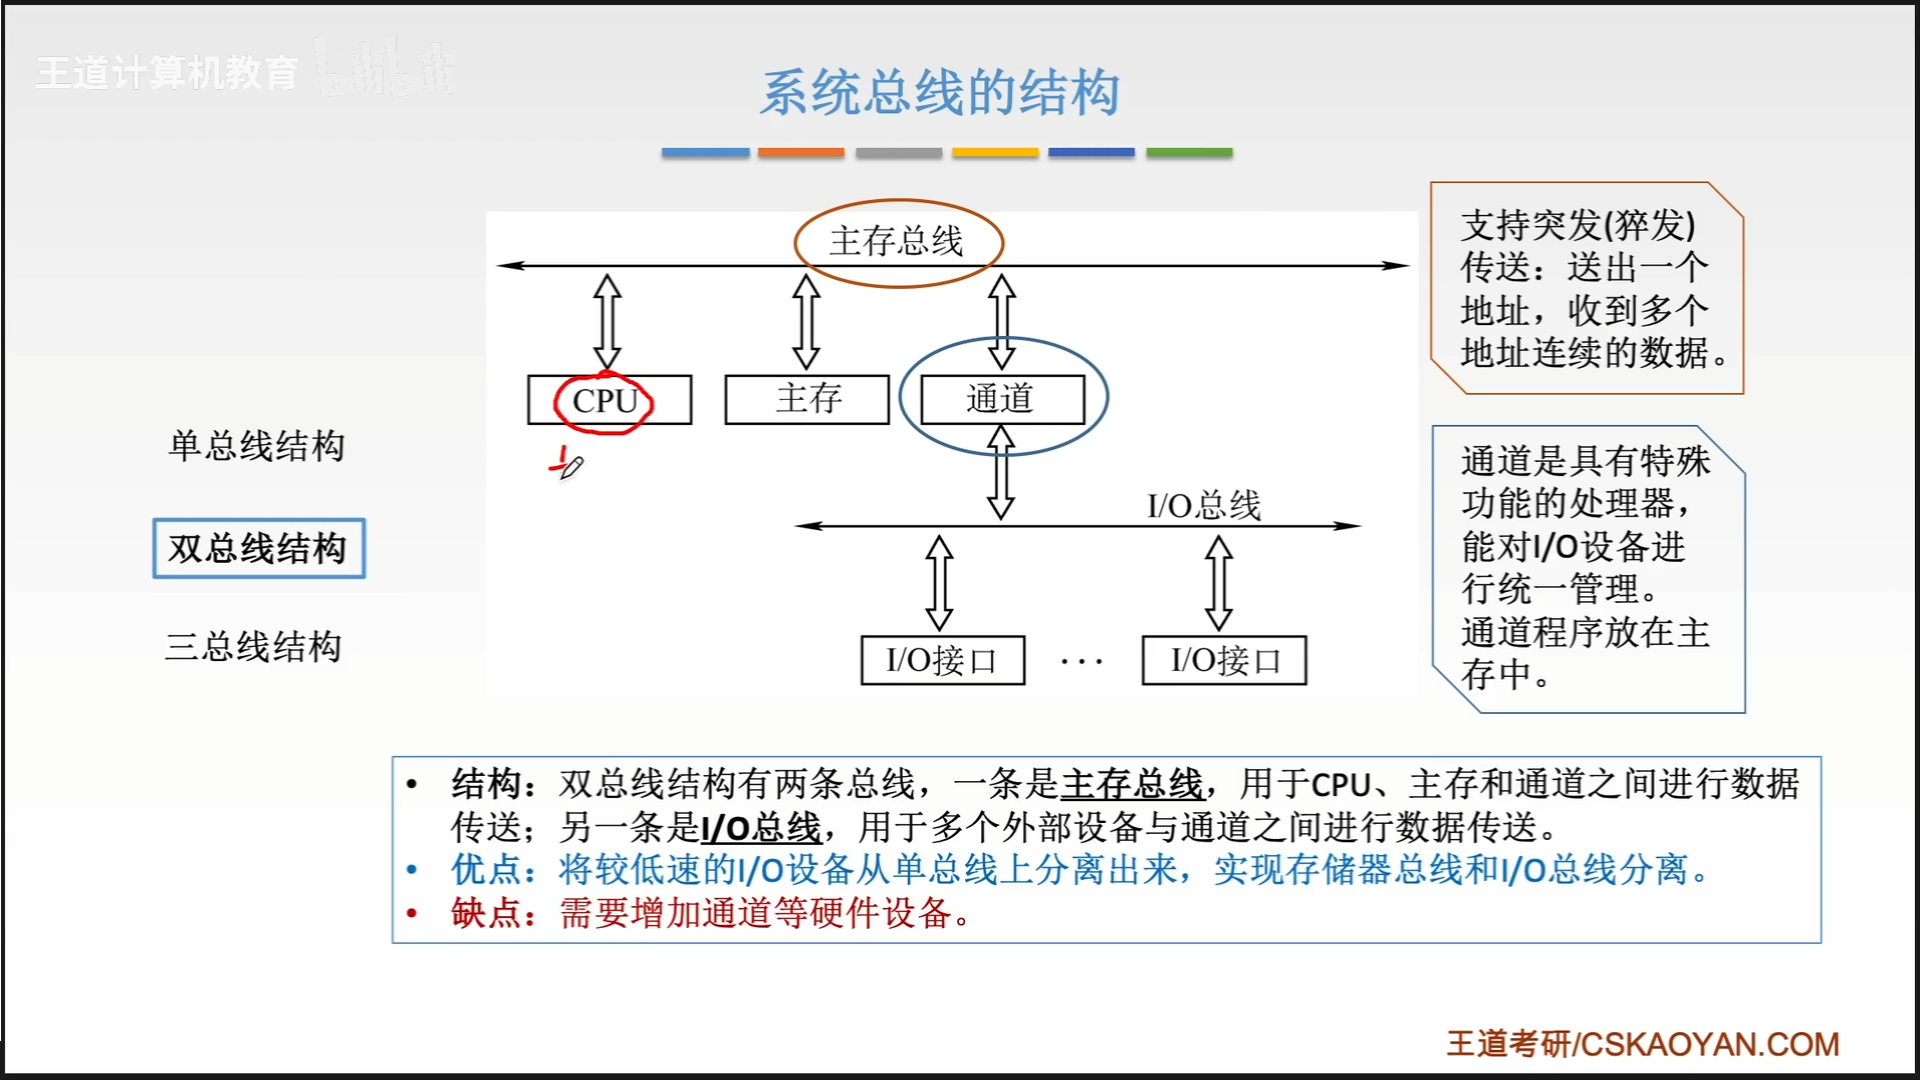 王道计算机教育 bilibili
系统总线的结构
主存总线
CPU
主存
通道
I/O总线
I/O接口
···
I/O接口
单总线结构
双总线结构
三总线结构
支持突发(猝发)
传送：送出一个
地址，收到多个
地址连续的数据。
通道是具有特殊
功能的处理器，
能对I/O设备进
行统一管理。
通道程序放在主
存中。
• 结构：双总线结构有两条总线，一条是主存总线，用于CPU、主存和通道之间进行数据
传送；另一条是I/O总线，用于多个外部设备与通道之间进行数据传送。
• 优点：将较低速的I/O设备从单总线上分离出来，实现存储器总线和I/O总线分离。
• 缺点：需要增加通道等硬件设备。
王道考研/CSKAOYAN.COM